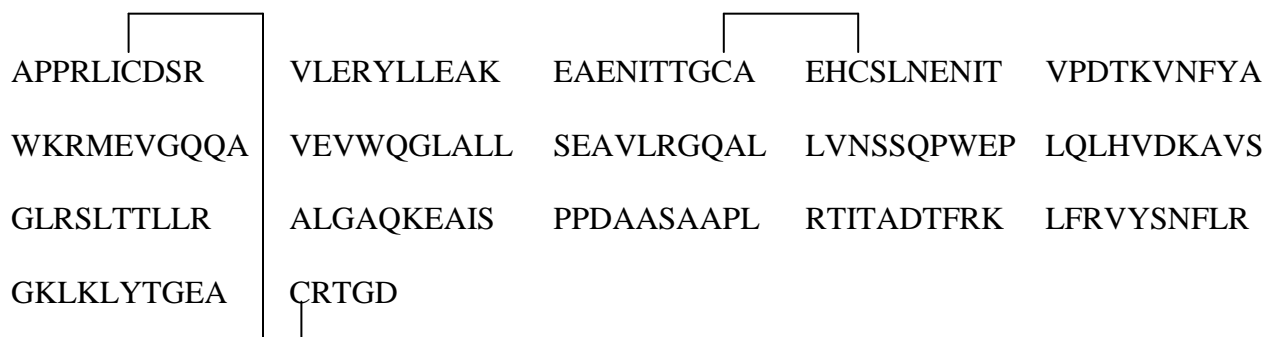 APPRLICDSR VLERYLLEAK EAENITTGCA EHCSLNENIT VPDTKVNFYA
WKRMEVGQQA VEVWQGLALL SEAVLRGQAL LVNSSQPWEP LQLHVDKAVS
GLRSLTTLLR ALGAQKEAIS PPDAASAAPL RTITADTFRK LFRVYSNFLR
GKLKLYTGEA CRTGD